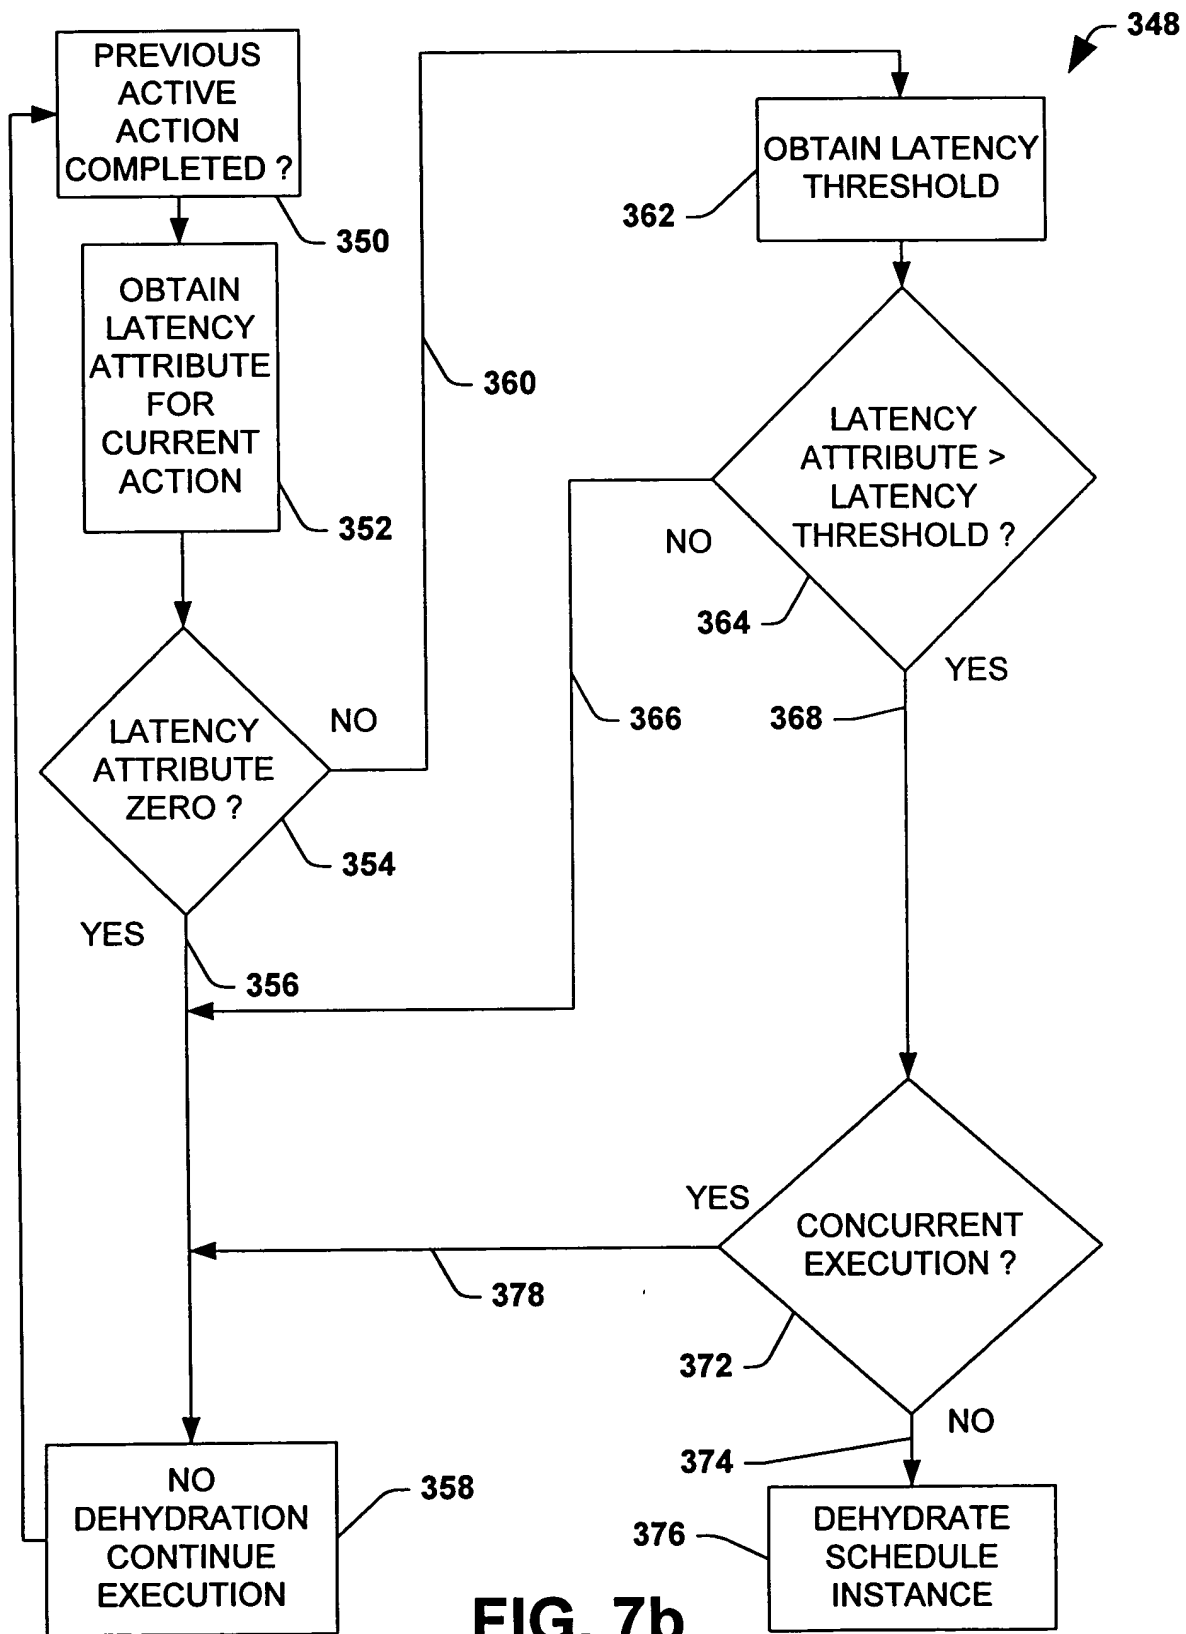 348
PREVIOUS
ACTIVE
ACTION
COMPLETED ?
350
OBTAIN
LATENCY
ATTRIBUTE
FOR
CURRENT
ACTION
352
LATENCY
ATTRIBUTE
ZERO ?
354
NO
YES
356
360
OBTAIN LATENCY
THRESHOLD
362
LATENCY
ATTRIBUTE >
LATENCY
THRESHOLD ?
364
NO
366
YES
368
CONCURRENT
EXECUTION ?
372
YES
378
NO
374
NO
DEHYDRATION
CONTINUE
EXECUTION
358
DEHYDRATE
SCHEDULE
INSTANCE
376
FIG. 7b